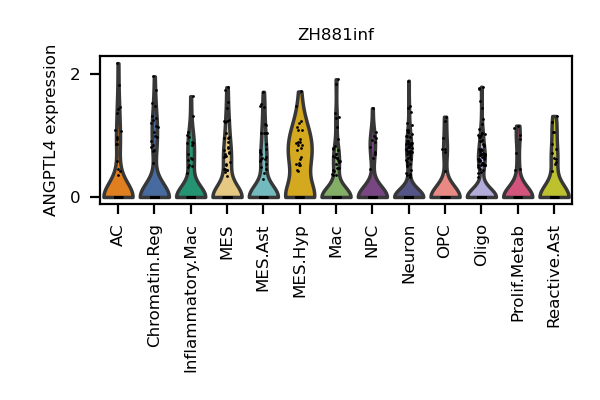 ZH881inf
ANGPTL4 expression
2
0
AC
Chromatin.Reg
Inflammatory.Mac
MES
MES.Ast
MES.Hyp
Mac
NPC
Neuron
OPC
Oligo
Prolif.Metab
Reactive.Ast